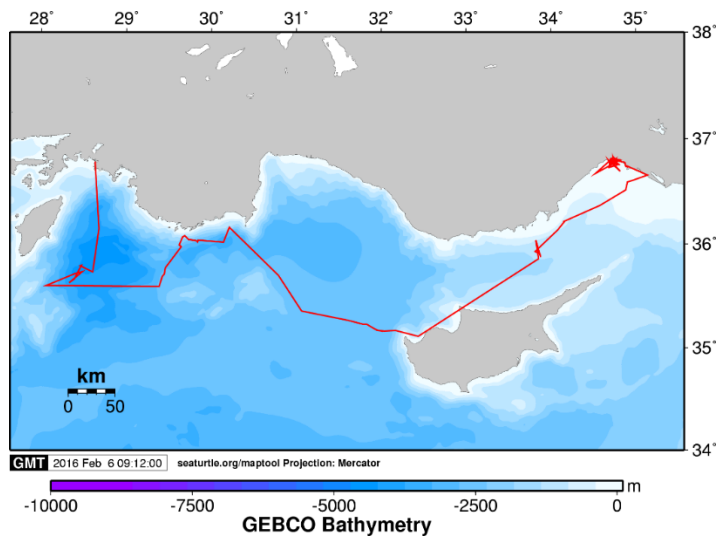 28° 29° 30° 31° 32° 33° 34° 35°
38°
37°
36°
35°
34°
km
0 50
GMT 2016 Feb 6 09:12:00 seaturtle.org/maptool Projection: Mercator
-10000 -7500 -5000 -2500 0 m
GEBCO Bathymetry